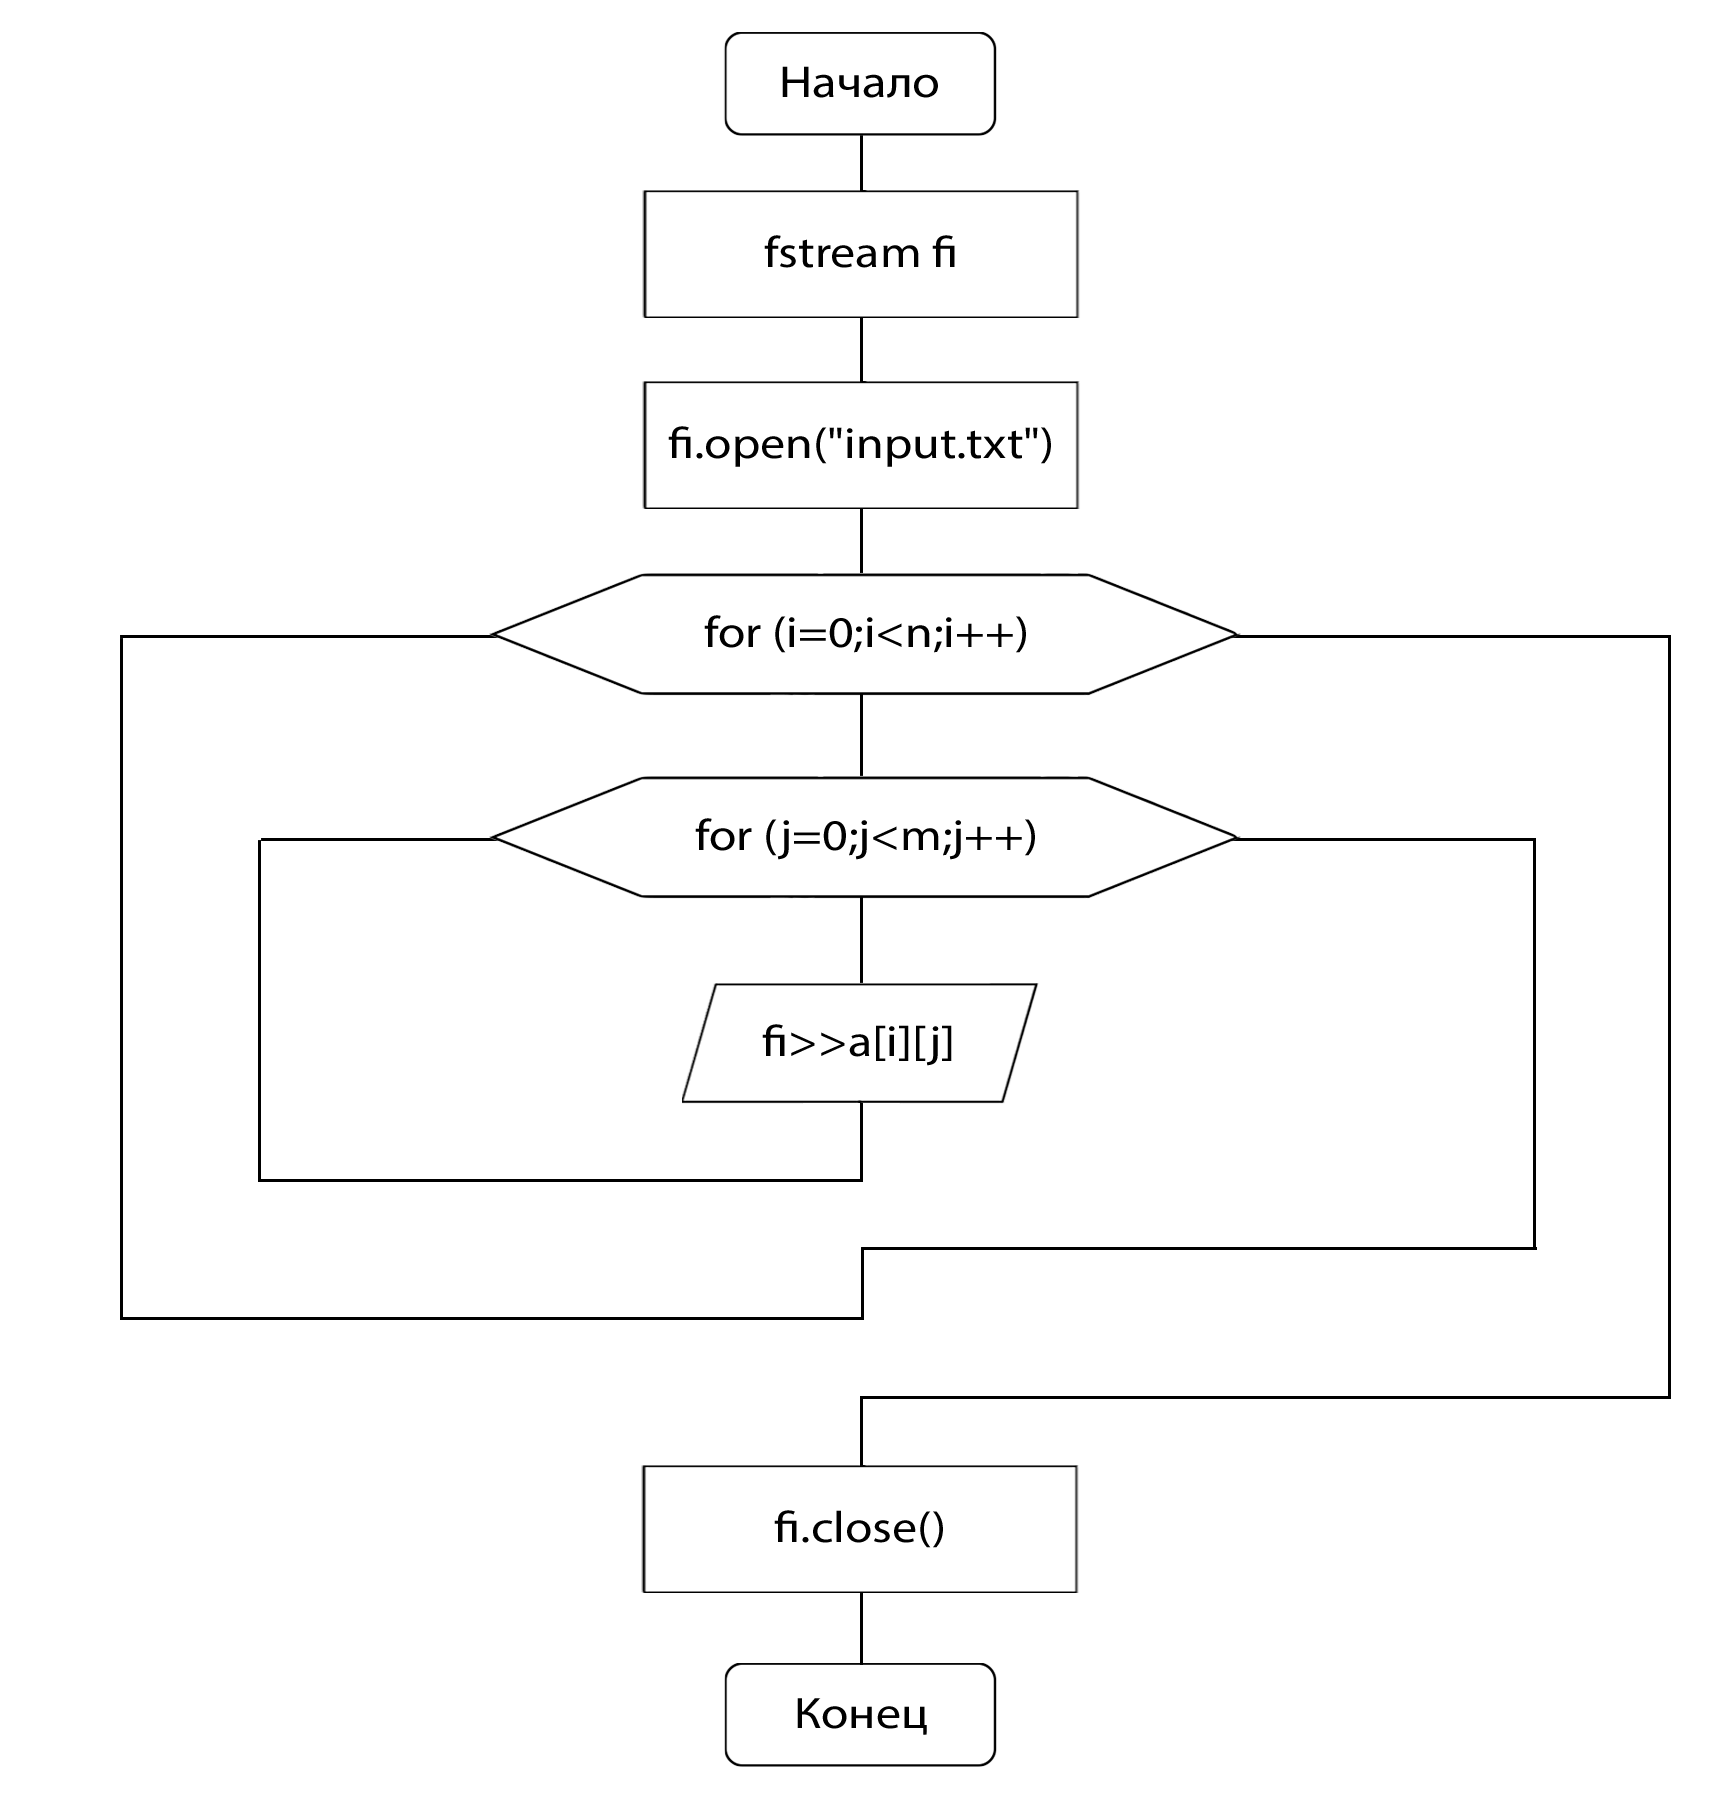 Начало
fstream fi
fi.open("input.txt")
for (i=0;i<n;i++)
for (j=0;j<m;j++)
fi>>a[i][j]
fi.close()
Конец